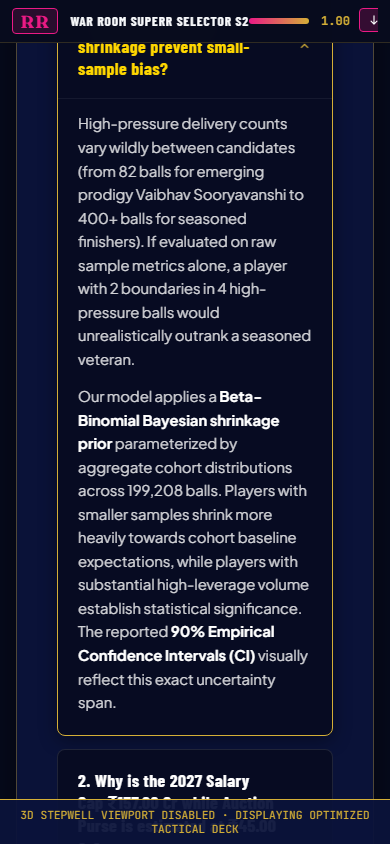 RR WAR ROOM SUPERR SELECTOR S2 1.00 ↓
shrinkage prevent small-
sample bias?
High-pressure delivery counts
vary wildly between candidates
(from 82 balls for emerging
prodigy Vaibhav Sooryavanshi to
400+ balls for seasoned
finishers). If evaluated on raw
sample metrics alone, a player
with 2 boundaries in 4 high-
pressure balls would
unrealistically outrank a seasoned
veteran.
Our model applies a Beta-
Binomial Bayesian shrinkage
prior parameterized by
aggregate cohort distributions
across 199,208 balls. Players with
smaller samples shrink more
heavily towards cohort baseline
expectations, while players with
substantial high-leverage volume
establish statistical significance.
The reported 90% Empirical
Confidence Intervals (CI) visually
reflect this exact uncertainty
span.
2. Why is the 2027 Salary
3D STEPWELL VIEWPORT DISABLED · DISPLAYING OPTIMIZED
TACTICAL DECK